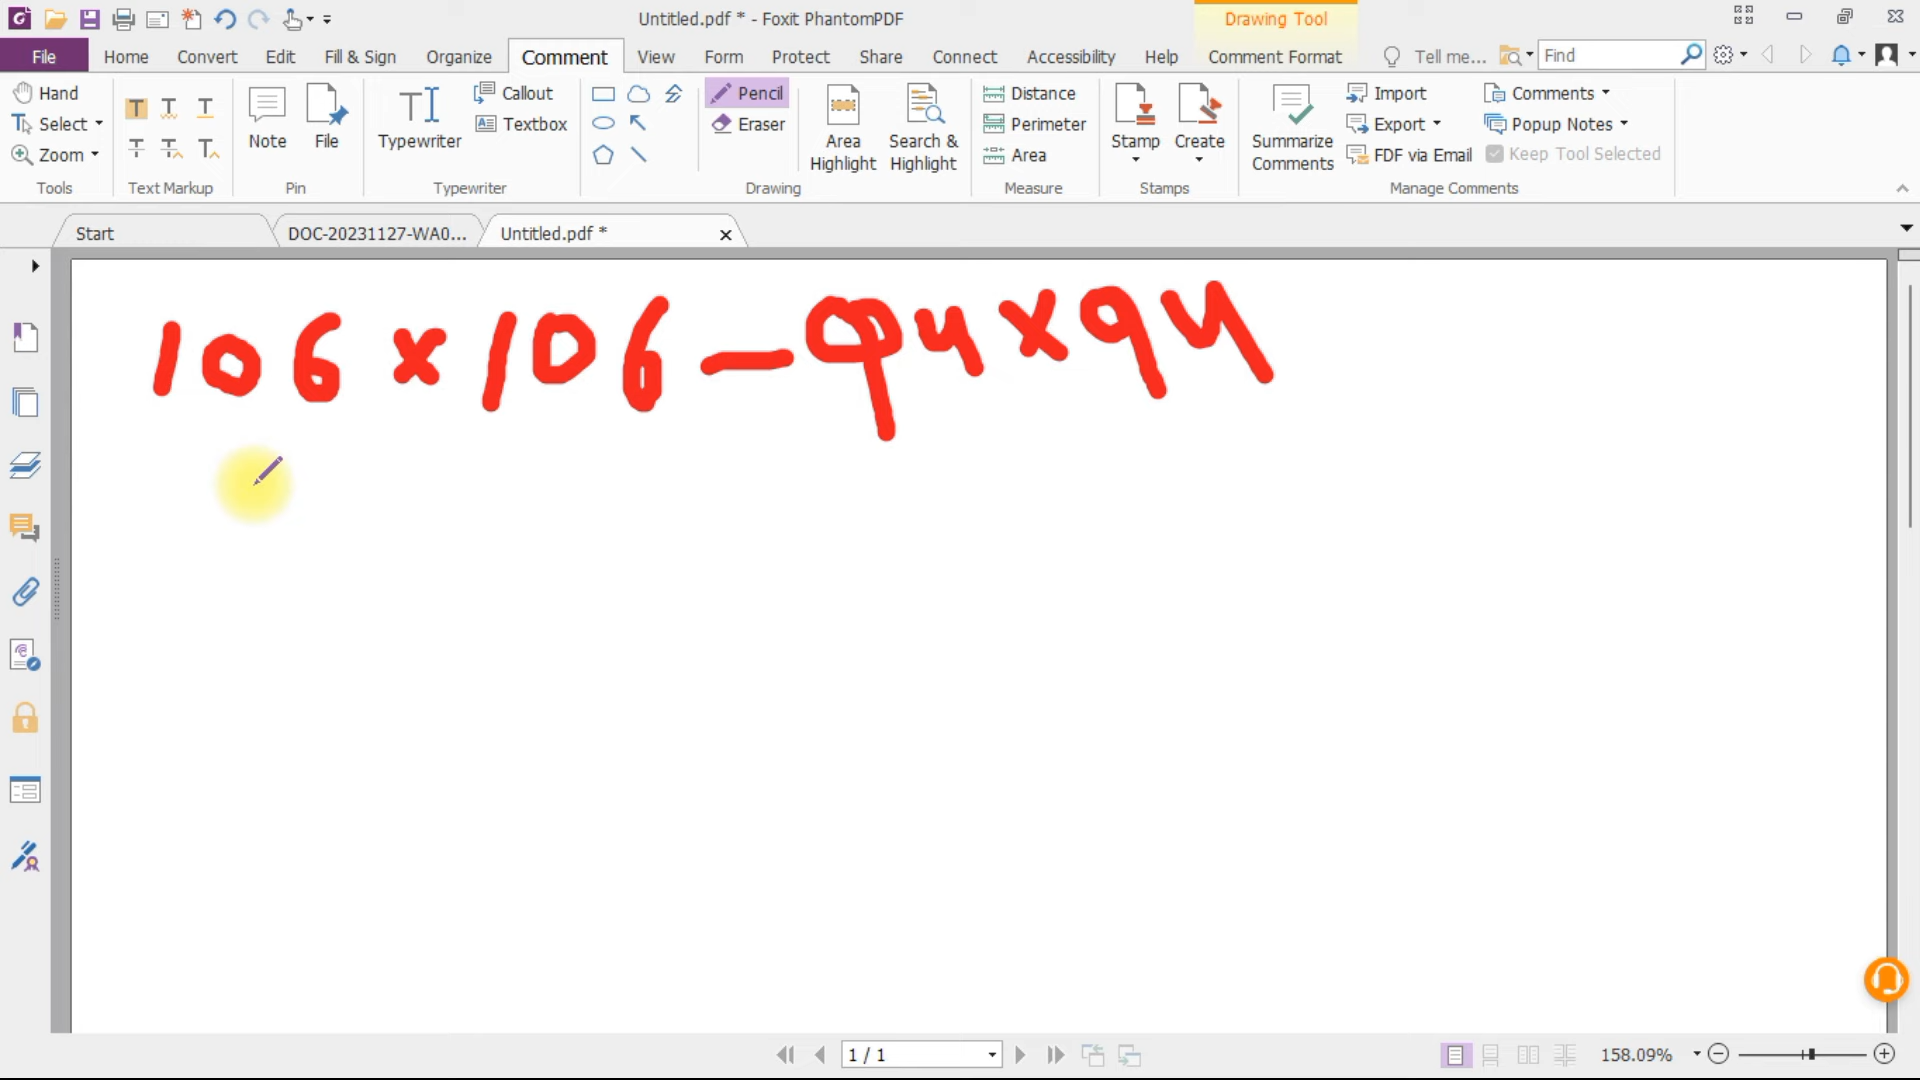 Untitled.pdf * - Foxit PhantomPDF
Drawing Tool
File Home Convert Edit Fill & Sign Organize Comment View Form Protect Share Connect Accessibility Help Comment Format Tell me... Find
Hand
Select
Zoom
Tools
Text Markup
Note
File
Pin
Typewriter
Callout
Textbox
Typewriter
Pencil
Eraser
Drawing
Area
Highlight
Search &
Highlight
Distance
Perimeter
Area
Measure
Stamp
Create
Stamps
Summarize
Comments
Import
Export
FDF via Email
Comments
Popup Notes
Keep Tool Selected
Manage Comments
Start
DOC-20231127-WA0...
Untitled.pdf *
106 × 106 – 94 × 94
1 / 1
158.09%